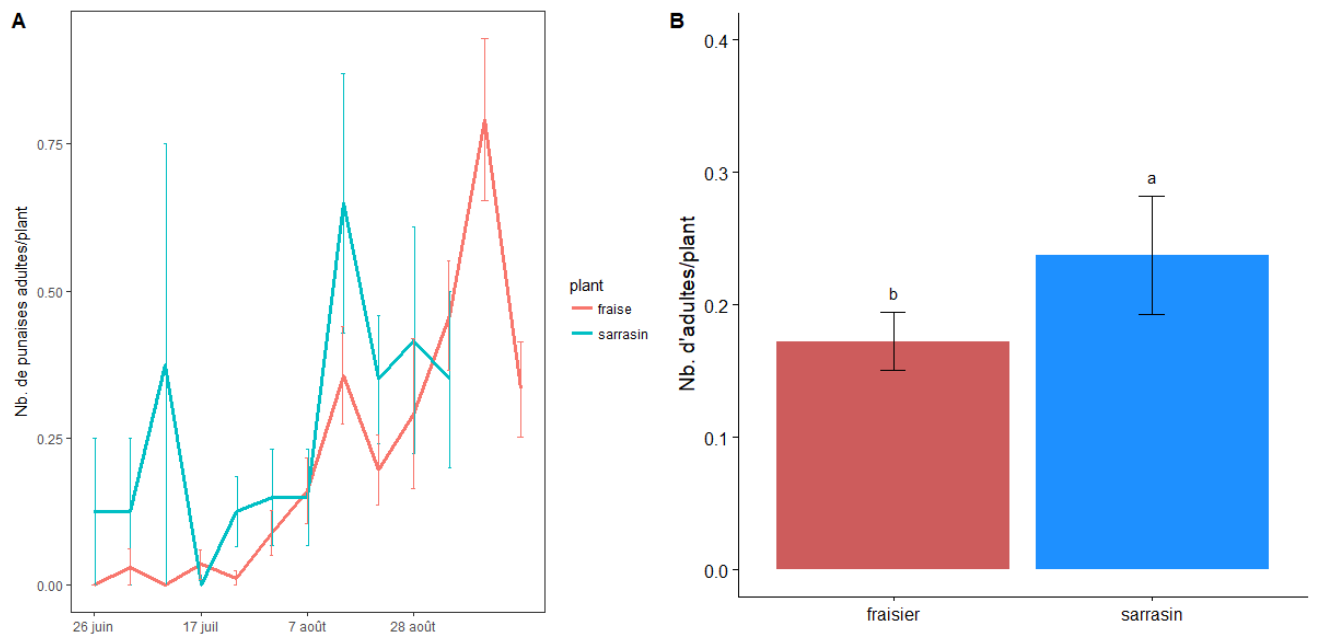 A
Nb. de punaises adultes/plant
0.75
0.50
0.25
0.00
26 juin
17 juil
7 août
28 août
plant
fraise
sarrasin
B
Nb. d'adultes/plant
0.4
0.3
0.2
0.1
0.0
b
a
fraisier
sarrasin